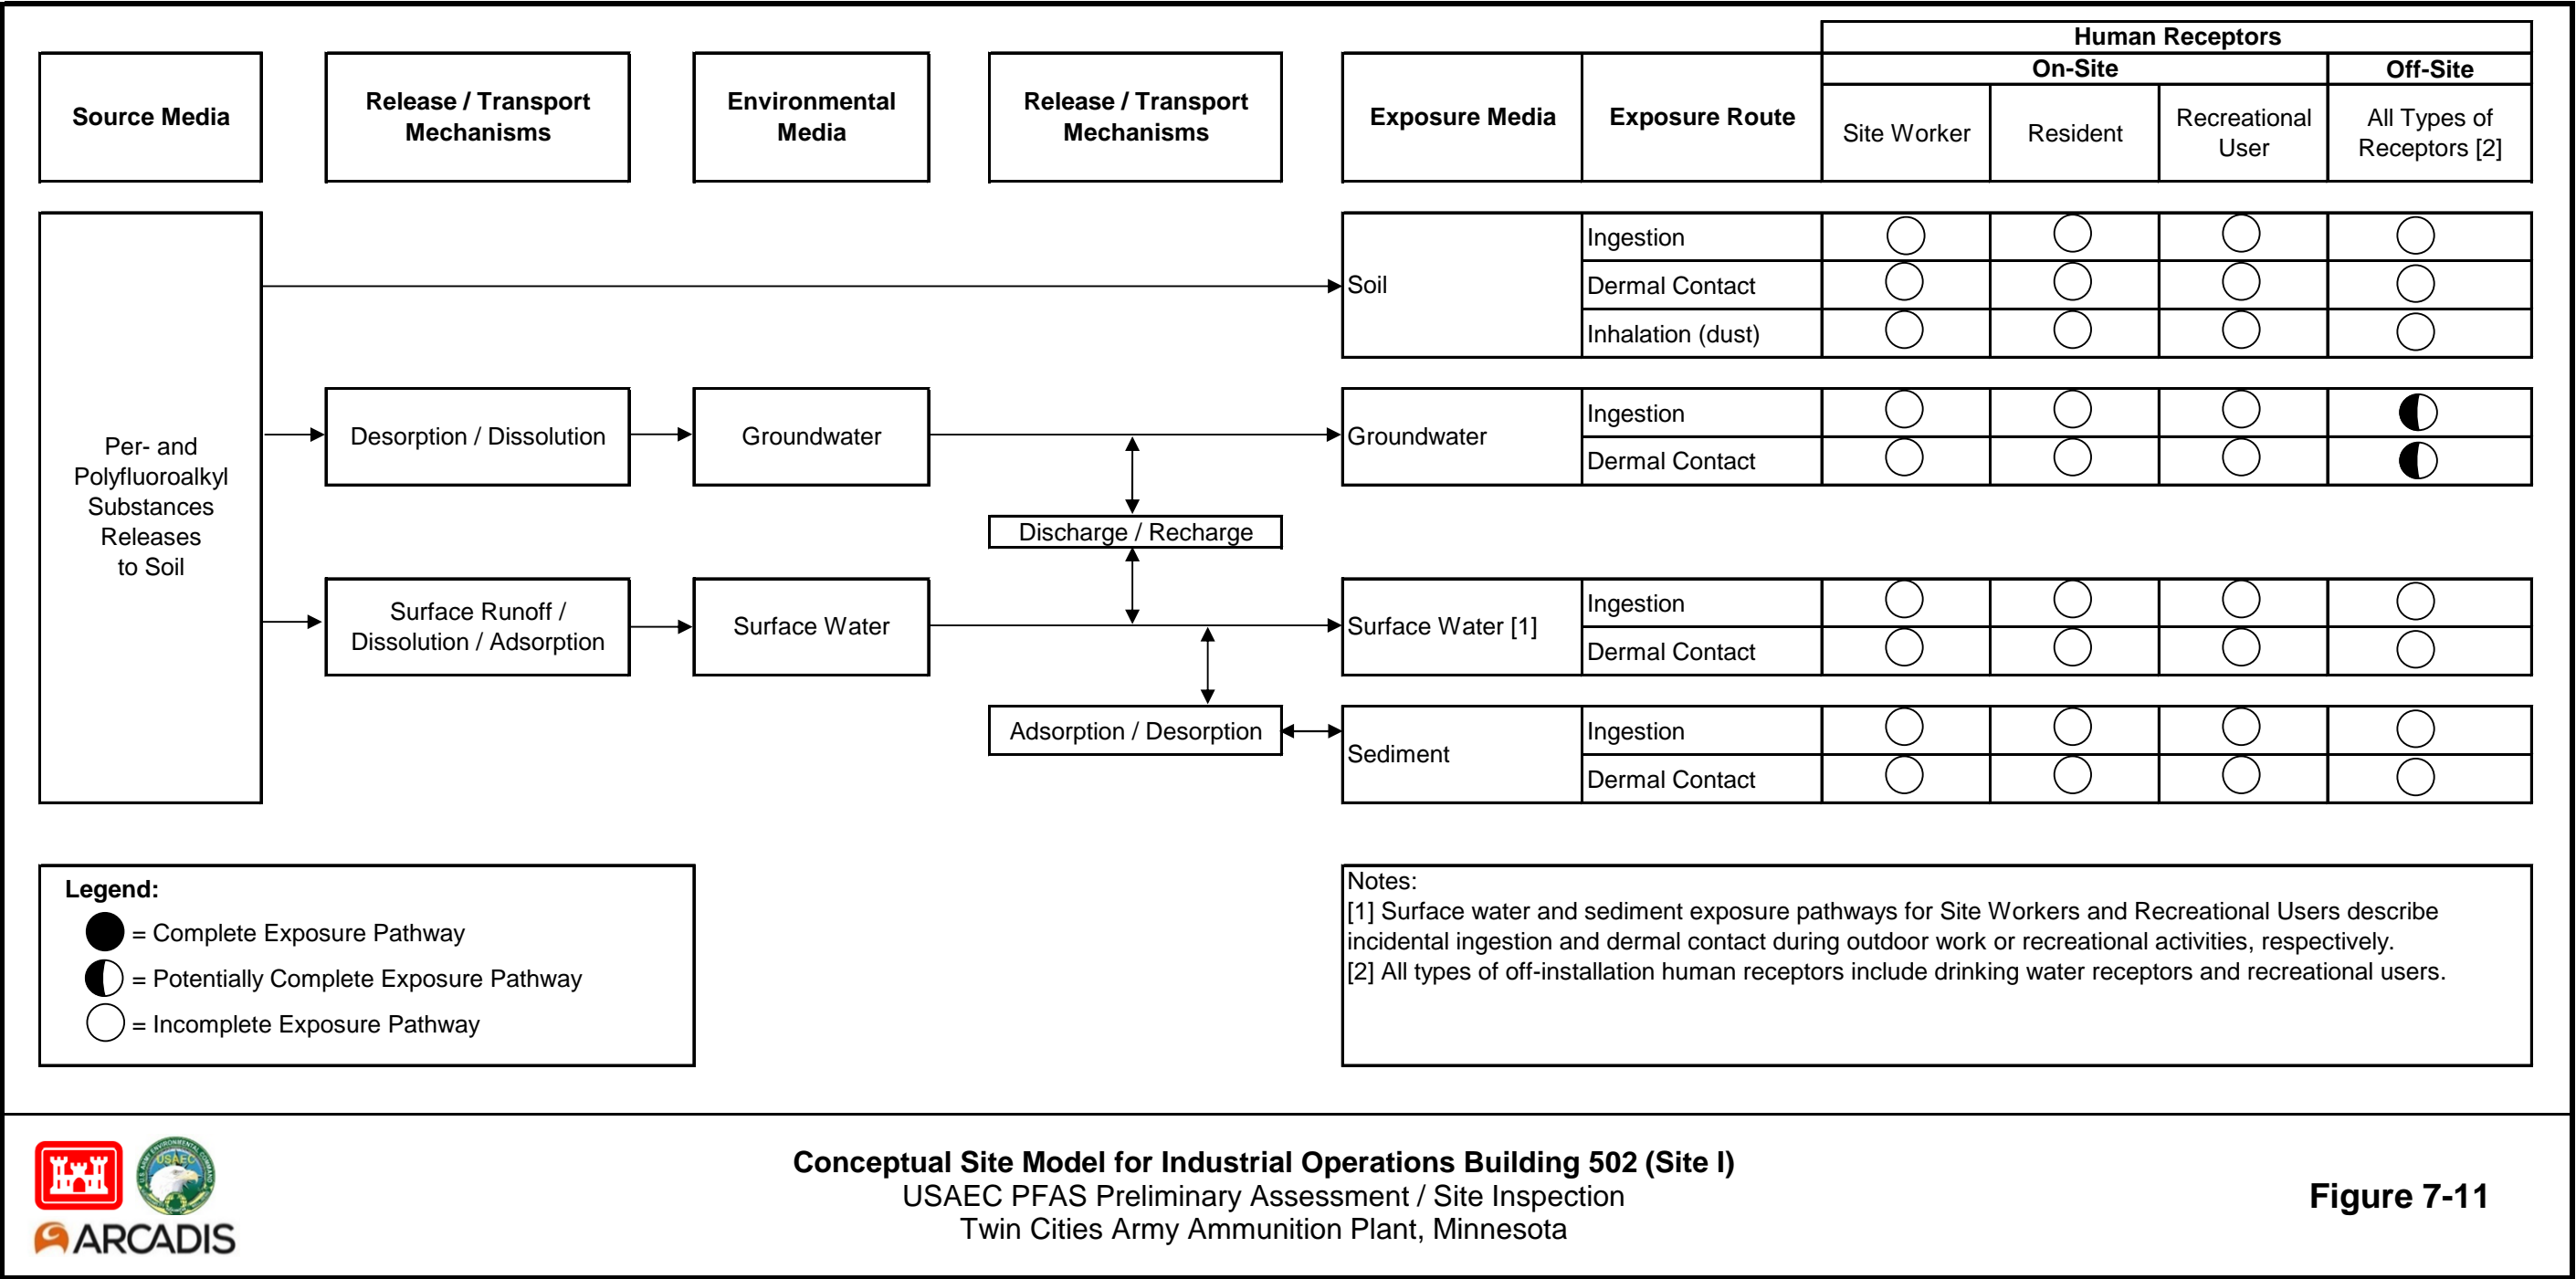 Human Receptors
On-Site
Off-Site
Source Media
Release / Transport
Mechanisms
Environmental
Media
Release / Transport
Mechanisms
Exposure Media
Exposure Route
Site Worker
Resident
Recreational
User
All Types of
Receptors [2]
Per- and
Polyfluoroalkyl
Substances
Releases
to Soil
Soil
Ingestion
Dermal Contact
Inhalation (dust)
Desorption / Dissolution
Groundwater
Groundwater
Ingestion
Dermal Contact
Discharge / Recharge
Surface Runoff /
Dissolution / Adsorption
Surface Water
Surface Water [1]
Ingestion
Dermal Contact
Adsorption / Desorption
Sediment
Ingestion
Dermal Contact
Legend:
= Complete Exposure Pathway
= Potentially Complete Exposure Pathway
= Incomplete Exposure Pathway
Notes:
[1] Surface water and sediment exposure pathways for Site Workers and Recreational Users describe
incidental ingestion and dermal contact during outdoor work or recreational activities, respectively.
[2] All types of off-installation human receptors include drinking water receptors and recreational users.
U.S. ARMY ENVIRONMENTAL COMMAND
USAEC
ARCADIS
Conceptual Site Model for Industrial Operations Building 502 (Site I)
USAEC PFAS Preliminary Assessment / Site Inspection
Twin Cities Army Ammunition Plant, Minnesota
Figure 7-11